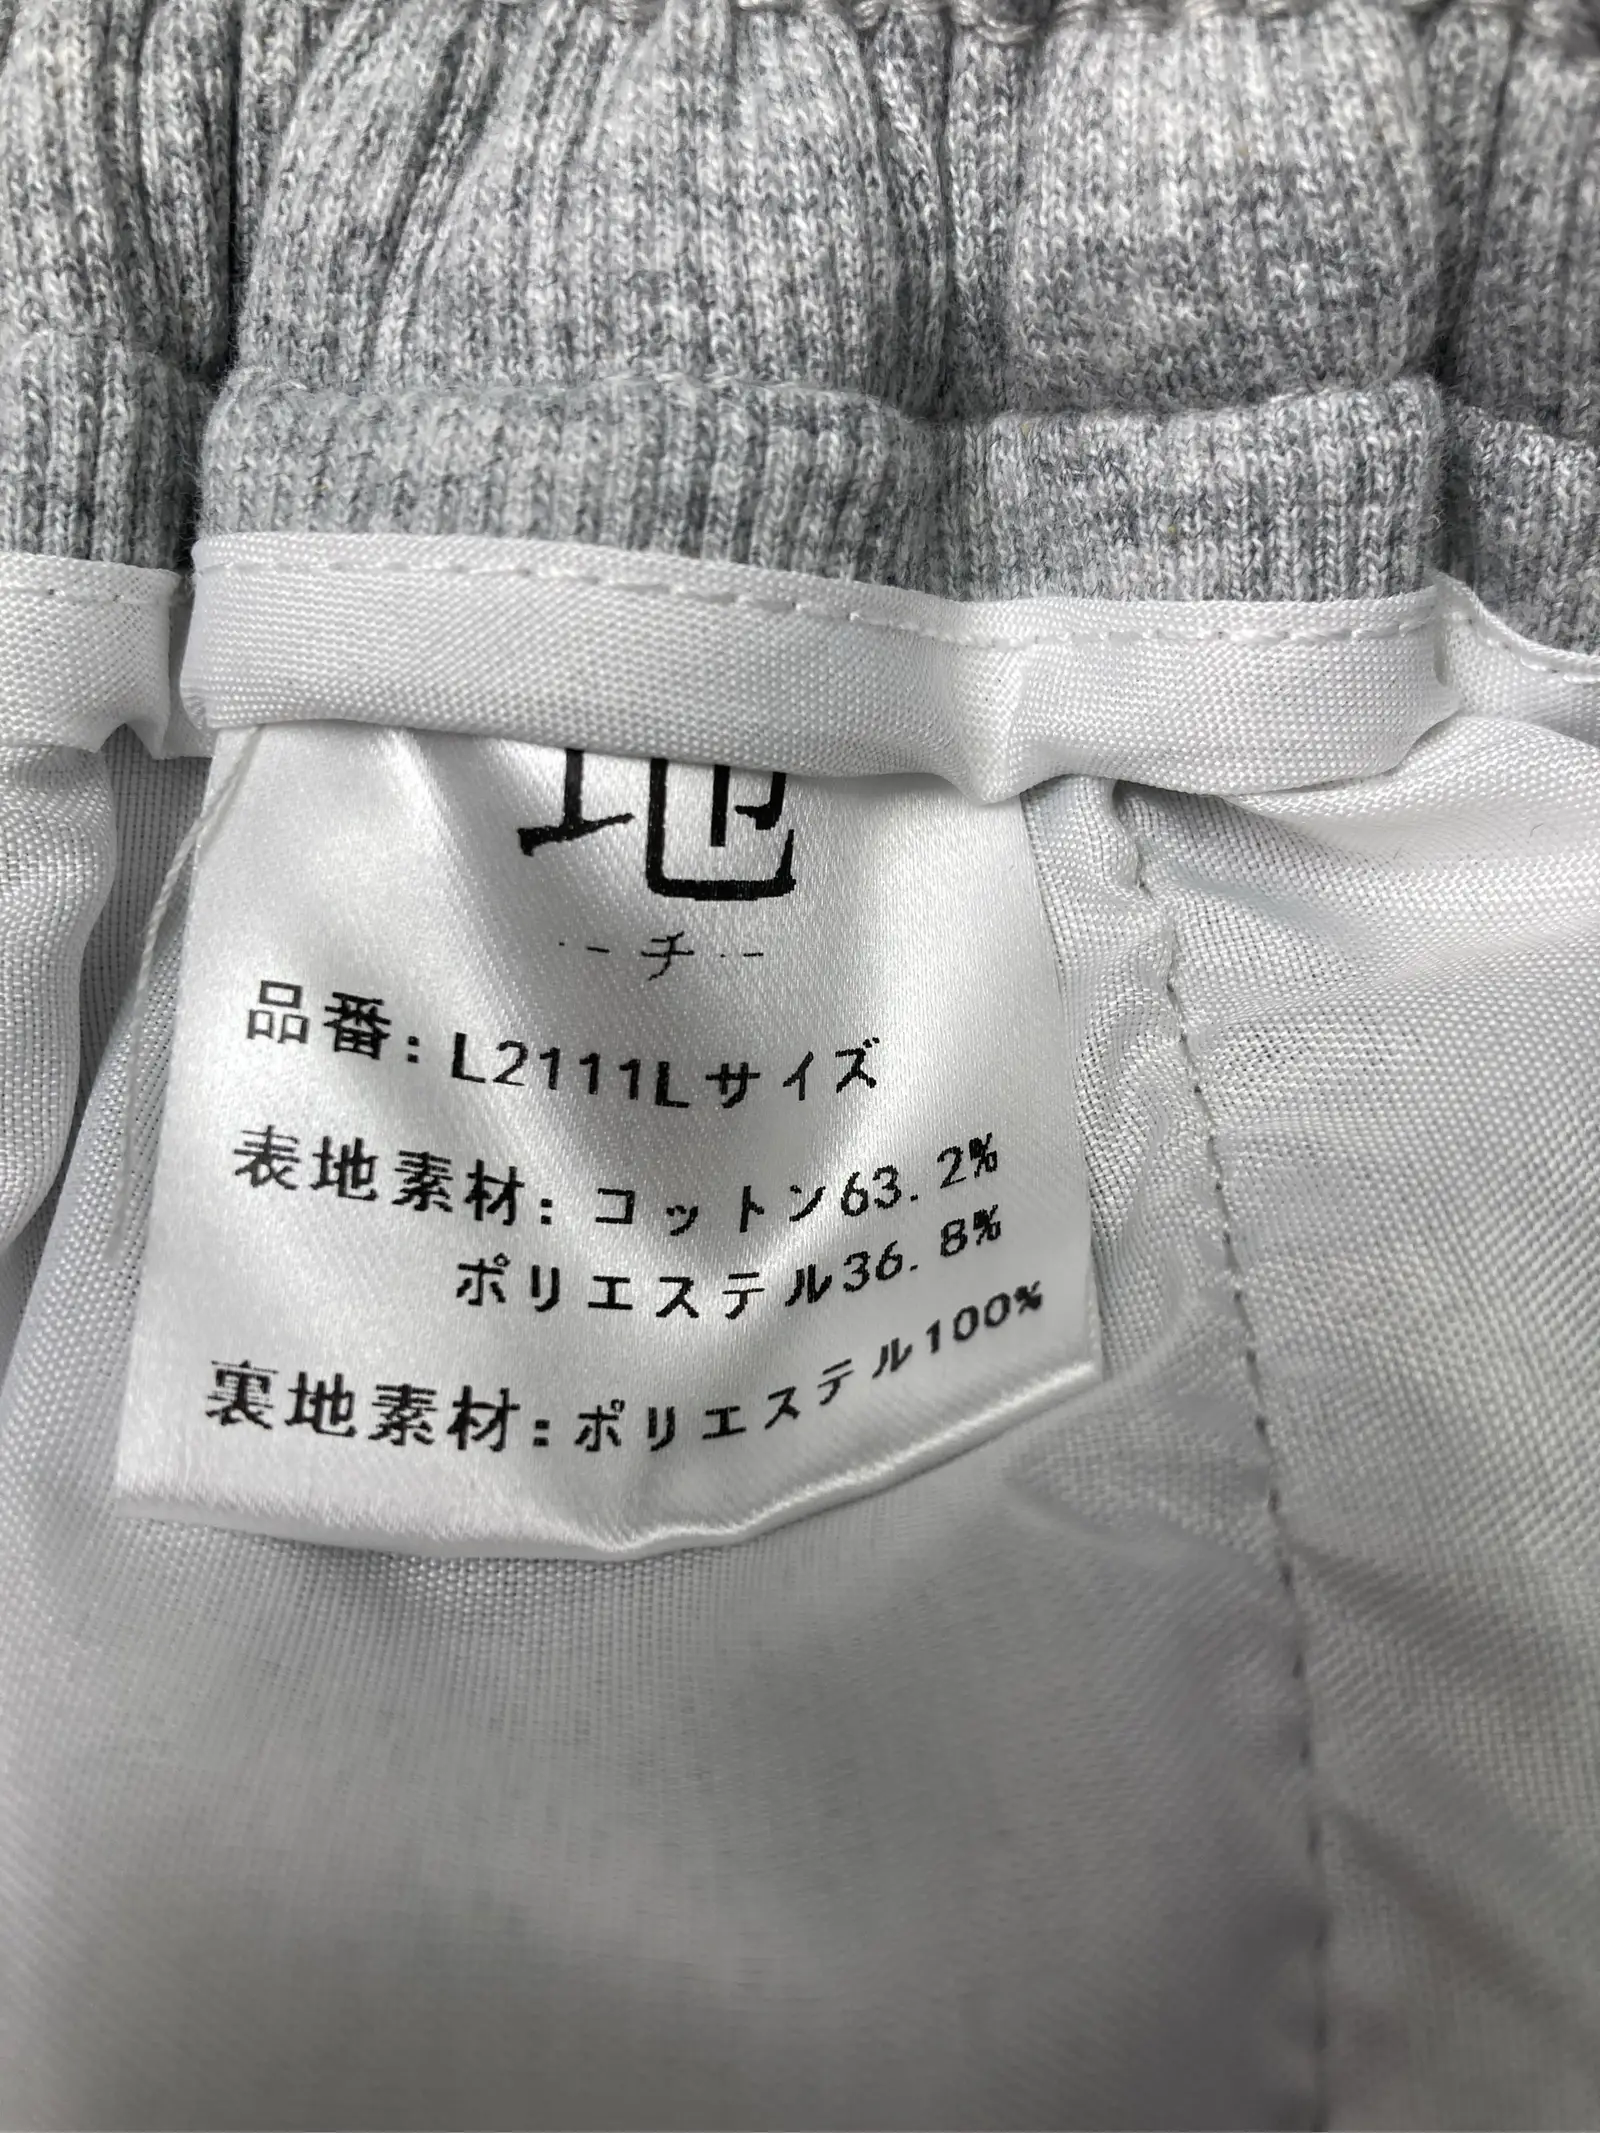 地
-- チ --
品番: L2111Lサイズ
表地素材: コットン63.2%
ポリエステル36.8%
裏地素材: ポリエステル100%